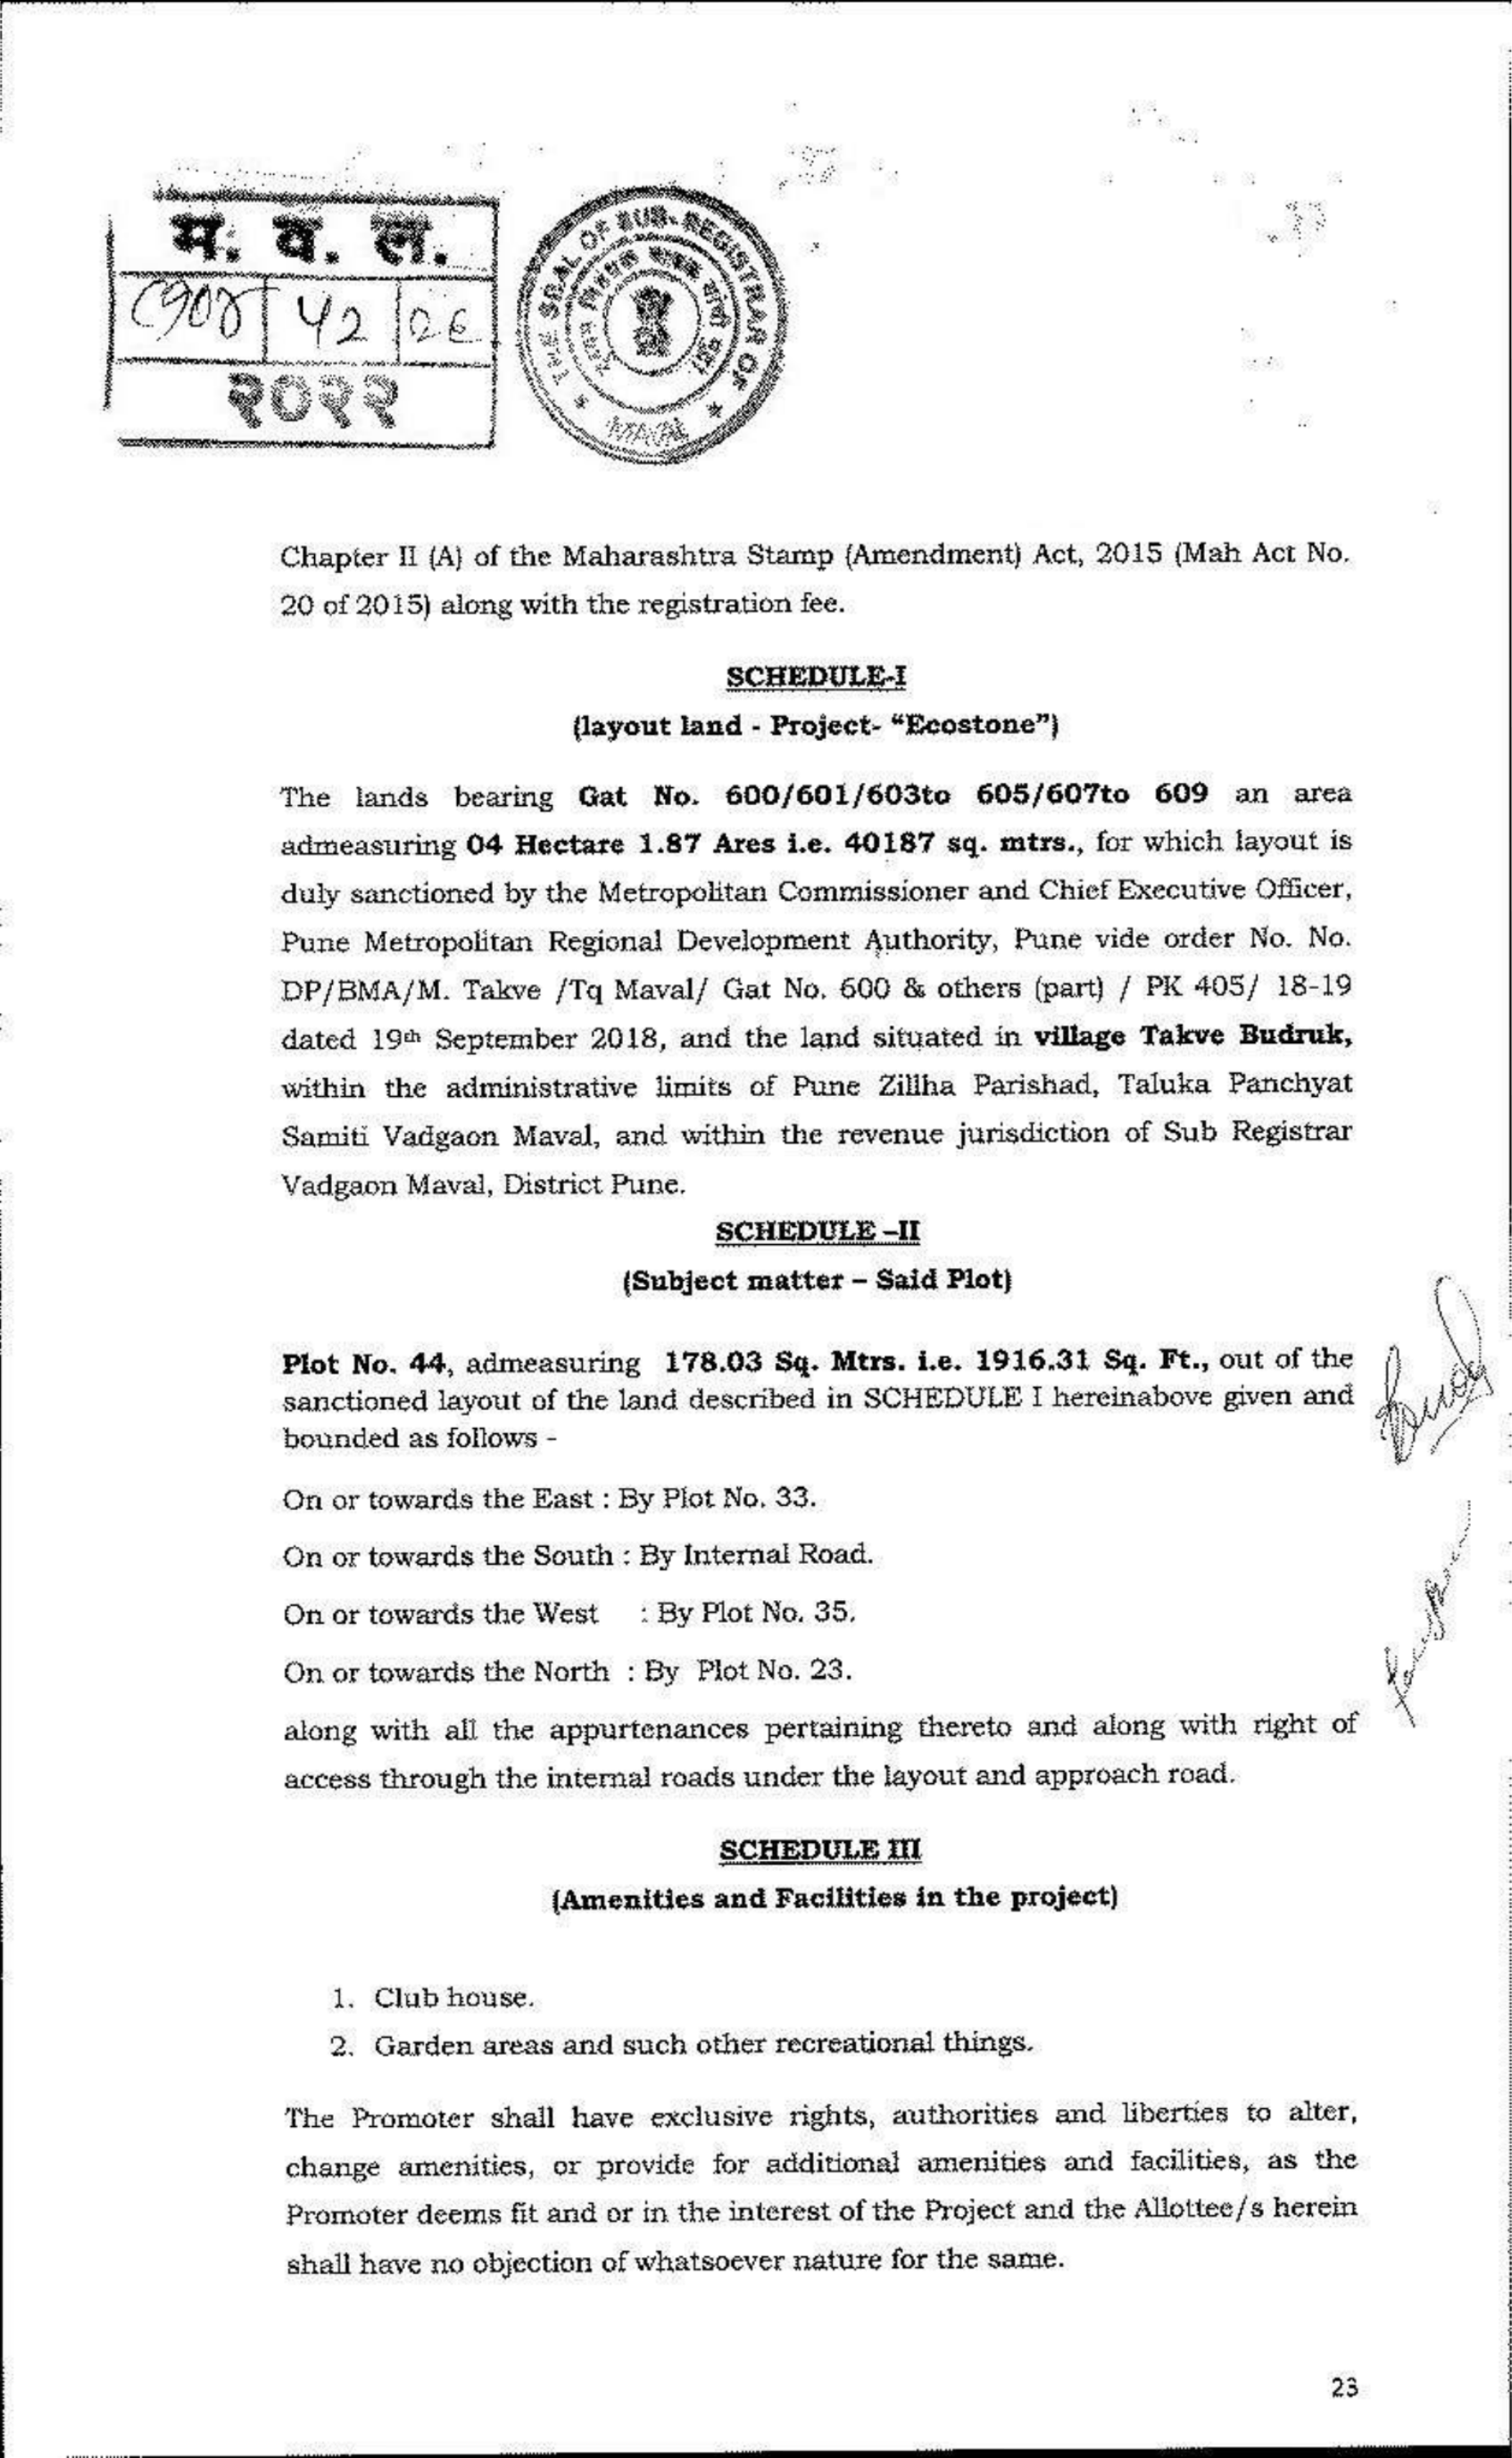 म. व. ल.
२०२२
THE SEAL OF SUB-REGISTRAR OF
MAVAL
Chapter II (A) of the Maharashtra Stamp (Amendment) Act, 2015 (Mah Act No.
20 of 2015) along with the registration fee.
SCHEDULE-I
(layout land - Project- “Ecostone”)
The lands bearing Gat No. 600/601/603to 605/607to 609 an area
admeasuring 04 Hectare 1.87 Ares i.e. 40187 sq. mtrs., for which layout is
duly sanctioned by the Metropolitan Commissioner and Chief Executive Officer,
Pune Metropolitan Regional Development Authority, Pune vide order No. No.
DP/BMA/M. Takve /Tq Maval/ Gat No. 600 & others (part) / PK 405/ 18-19
dated 19th September 2018, and the land situated in village Takve Budruk,
within the administrative limits of Pune Zillha Parishad, Taluka Panchyat
Samiti Vadgaon Maval, and within the revenue jurisdiction of Sub Registrar
Vadgaon Maval, District Pune.
SCHEDULE –II
(Subject matter – Said Plot)
Plot No. 44, admeasuring 178.03 Sq. Mtrs. i.e. 1916.31 Sq. Ft., out of the
sanctioned layout of the land described in SCHEDULE I hereinabove given and
bounded as follows -
On or towards the East : By Plot No. 33.
On or towards the South : By Internal Road.
On or towards the West : By Plot No. 35.
On or towards the North : By Plot No. 23.
along with all the appurtenances pertaining thereto and along with right of
access through the internal roads under the layout and approach road.
SCHEDULE III
(Amenities and Facilities in the project)
1. Club house.
2. Garden areas and such other recreational things.
The Promoter shall have exclusive rights, authorities and liberties to alter,
change amenities, or provide for additional amenities and facilities, as the
Promoter deems fit and or in the interest of the Project and the Allottee/s herein
shall have no objection of whatsoever nature for the same.
23